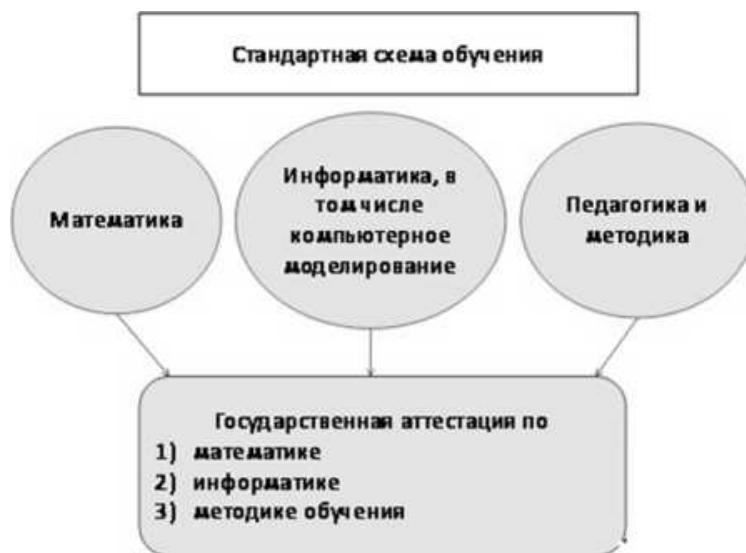 Стандартная схема обучения
Математика
Информатика, в
том числе
компьютерное
моделирование
Педагогика и
методика
Государственная аттестация по
1) математике
2) информатике
3) методике обучения